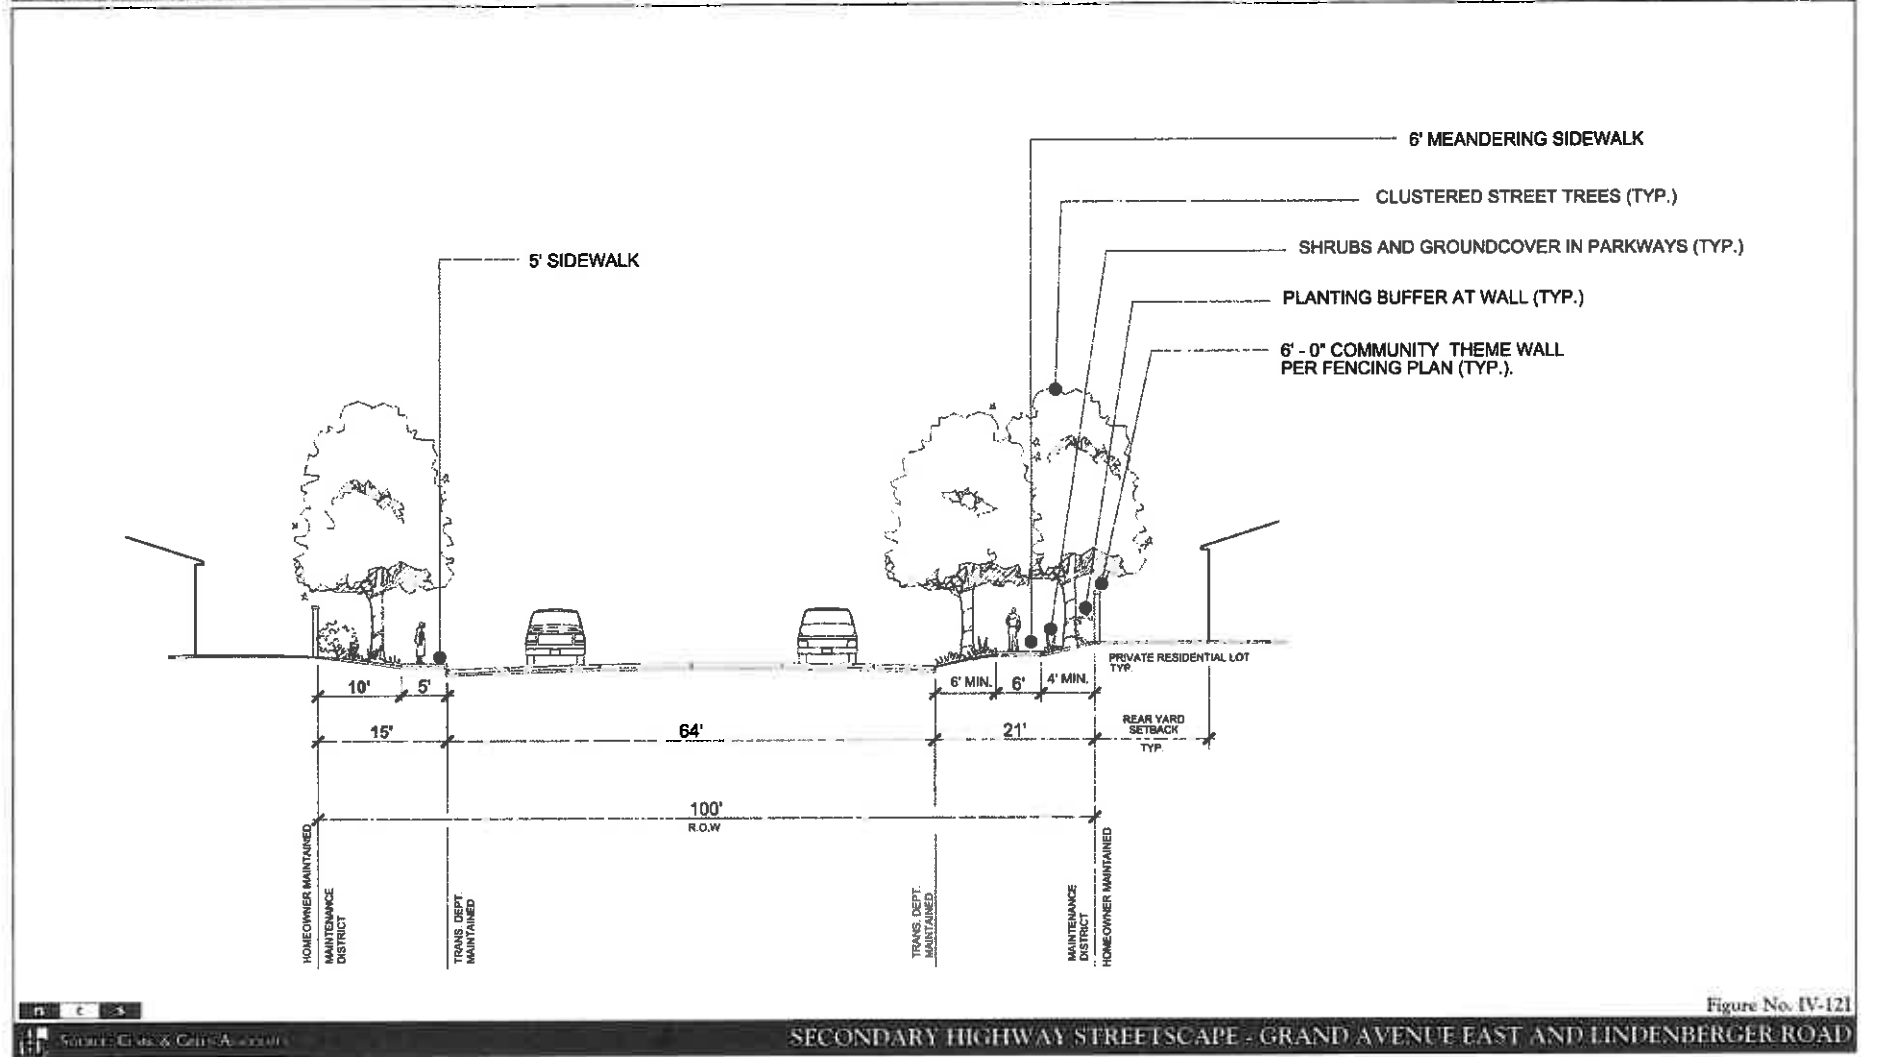 6' MEANDERING SIDEWALK
CLUSTERED STREET TREES (TYP.)
SHRUBS AND GROUNDCOVER IN PARKWAYS (TYP.)
5' SIDEWALK
PLANTING BUFFER AT WALL (TYP.)
6' - 0" COMMUNITY THEME WALL
PER FENCING PLAN (TYP.).
PRIVATE RESIDENTIAL LOT
TYP.
10'
5'
6' MIN.
6'
4' MIN.
15'
64'
21'
REAR YARD
SETBACK
TYP.
100'
R.O.W
HOMEOWNER MAINTAINED
MAINTENANCE
DISTRICT
TRANS. DEPT.
MAINTAINED
TRANS. DEPT.
MAINTAINED
MAINTENANCE
DISTRICT
HOMEOWNER MAINTAINED
n t s
Figure No. IV-121
Source:
SECONDARY HIGHWAY STREETSCAPE - GRAND AVENUE EAST AND LINDENBERGER ROAD